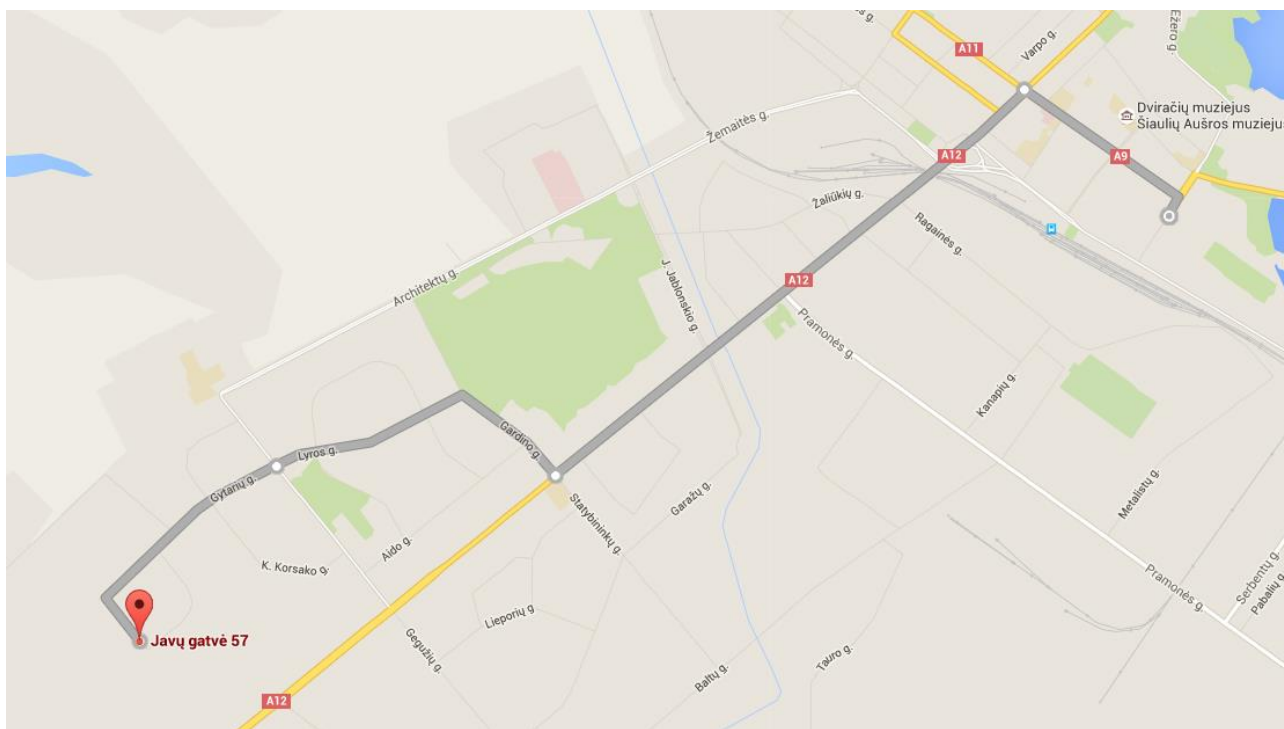 Ežero g.
A11
Varpo g.
Dviračių muziejus
Šiaulių Aušros muziejus
Žemaitės g.
A12
A9
Žaliūkių g.
Ragainės g.
J. Jablonskio g.
Architektų g.
A12
Pramonės g.
Kanapių g.
Gardino g.
Lyros g.
Gytarių g.
Statybininkų g.
Garažų g.
Metalistų g.
Aido g.
K. Korsako g.
Pramonės g.
Serbentų g.
Pabalių g.
Lieporių g
Javų gatvė 57
Gegužių g.
Baltų g.
Tauro g.
A12